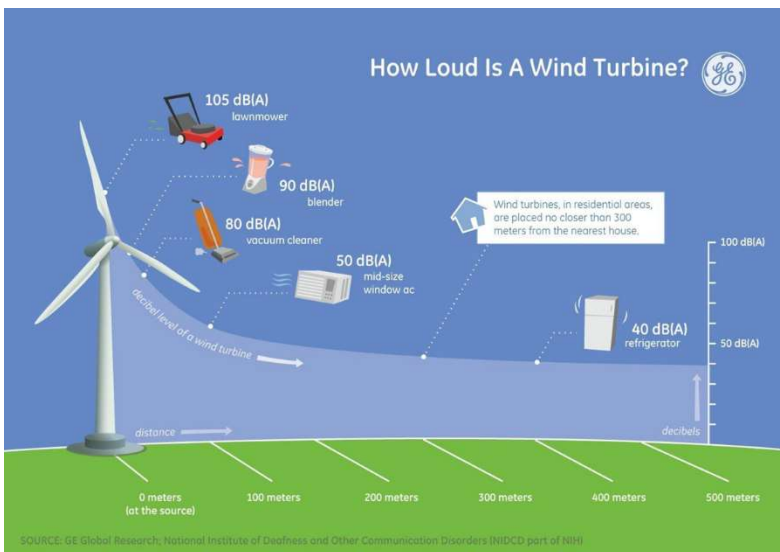 How Loud Is A Wind Turbine?
GE
105 dB(A)
lawnmower
90 dB(A)
blender
80 dB(A)
vacuum cleaner
50 dB(A)
mid-size
window ac
Wind turbines, in residential areas,
are placed no closer than 300
meters from the nearest house.
100 dB(A)
40 dB(A)
refrigerator
50 dB(A)
decibel level of a wind turbine
distance
decibels
0 meters
(at the source)
100 meters
200 meters
300 meters
400 meters
500 meters
SOURCE: GE Global Research; National Institute of Deafness and Other Communication Disorders (NIDCD part of NIH)